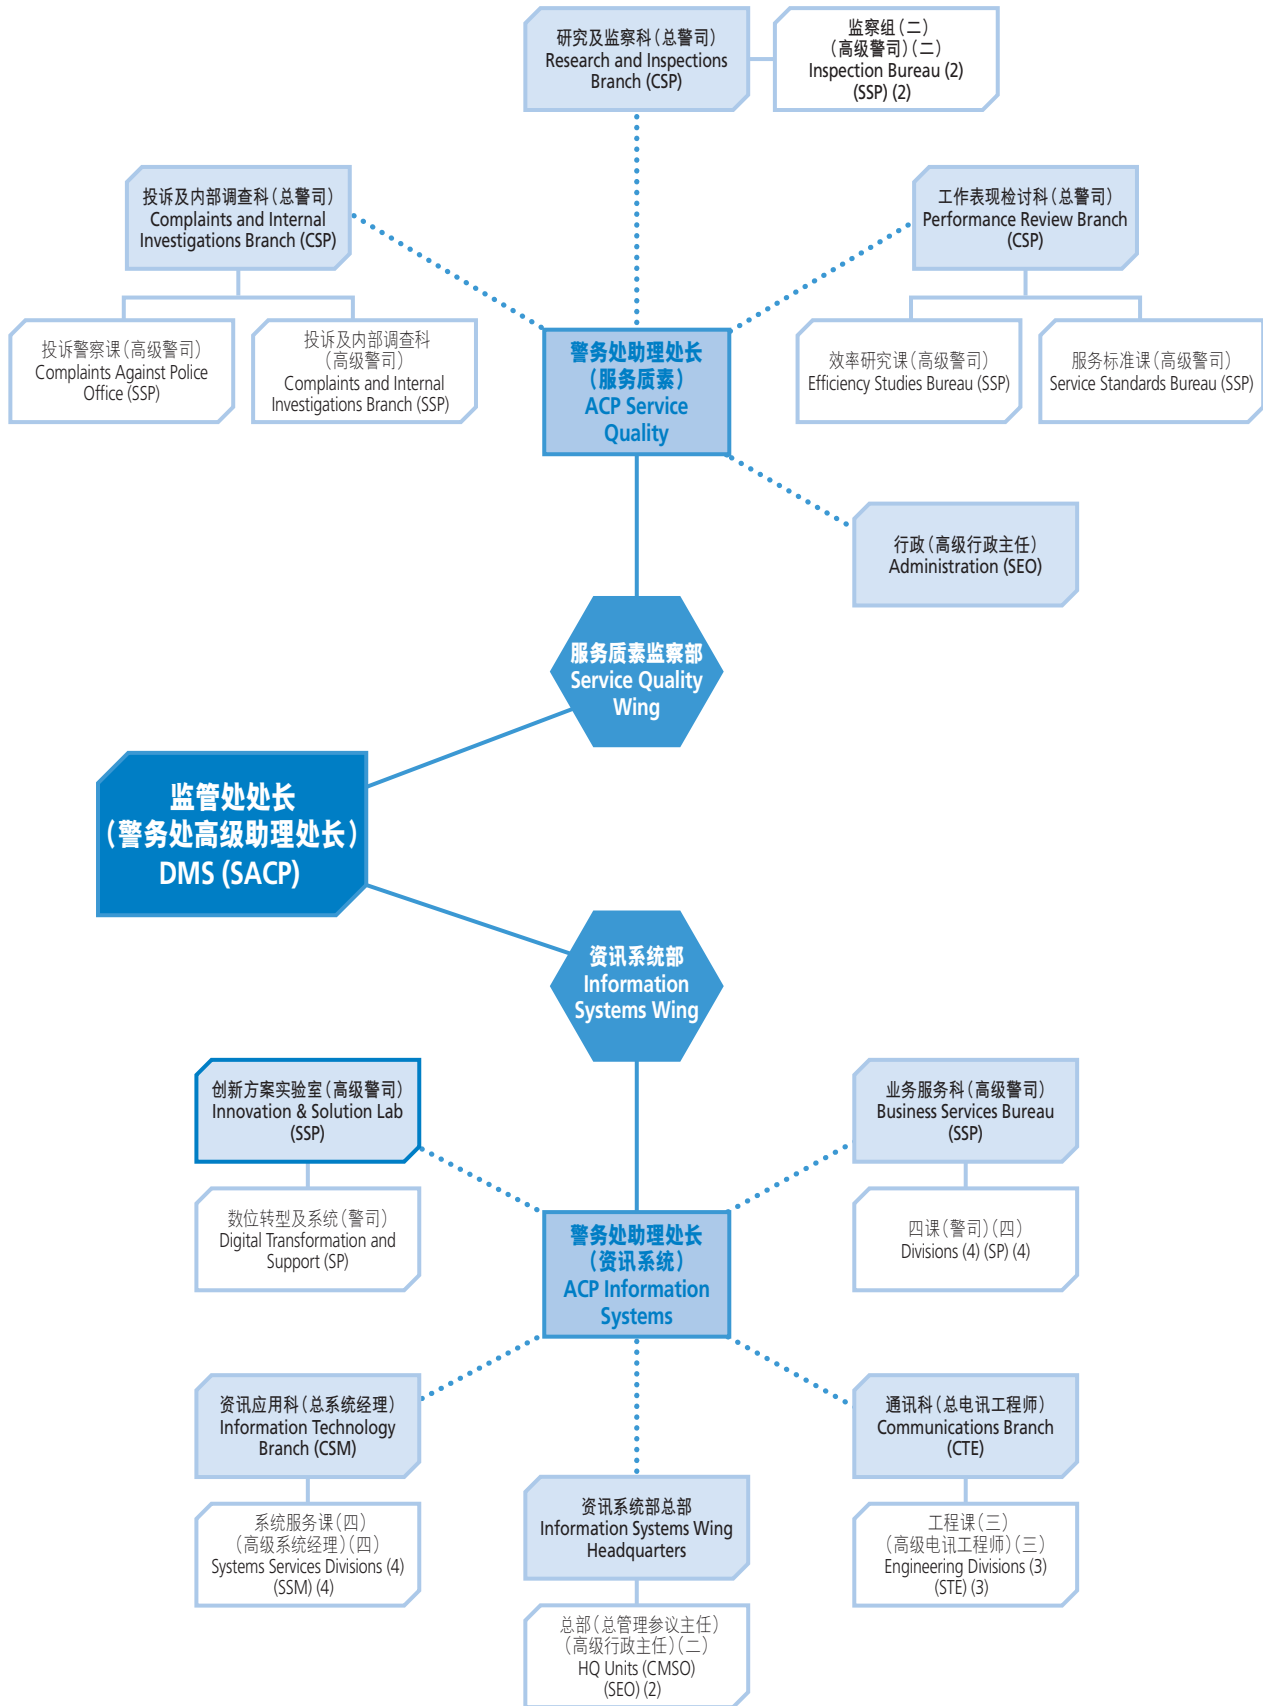 研究及监察科（总警司）
Research and Inspections
Branch (CSP)
监察组（二）
（高级警司）（二）
Inspection Bureau (2)
(SSP) (2)
投诉及内部调查科（总警司）
Complaints and Internal
Investigations Branch (CSP)
工作表现检讨科（总警司）
Performance Review Branch
(CSP)
投诉警察课（高级警司）
Complaints Against Police
Office (SSP)
投诉及内部调查科
（高级警司）
Complaints and Internal
Investigations Branch (SSP)
警务处助理处长
（服务质素）
ACP Service
Quality
效率研究课（高级警司）
Efficiency Studies Bureau (SSP)
服务标准课（高级警司）
Service Standards Bureau (SSP)
行政（高级行政主任）
Administration (SEO)
服务质素监察部
Service Quality
Wing
监管处处长
（警务处高级助理处长）
DMS (SACP)
资讯系统部
Information
Systems Wing
创新方案实验室（高级警司）
Innovation & Solution Lab
(SSP)
业务服务科（高级警司）
Business Services Bureau
(SSP)
数位转型及系统（警司）
Digital Transformation and
Support (SP)
警务处助理处长
（资讯系统）
ACP Information
Systems
四课（警司）（四）
Divisions (4) (SP) (4)
资讯应用科（总系统经理）
Information Technology
Branch (CSM)
通讯科（总电讯工程师）
Communications Branch
(CTE)
系统服务课（四）
（高级系统经理）（四）
Systems Services Divisions (4)
(SSM) (4)
资讯系统部总部
Information Systems Wing
Headquarters
工程课（三）
（高级电讯工程师）（三）
Engineering Divisions (3)
(STE) (3)
总部（总管理参议主任）
（高级行政主任）（二）
HQ Units (CMSO)
(SEO) (2)